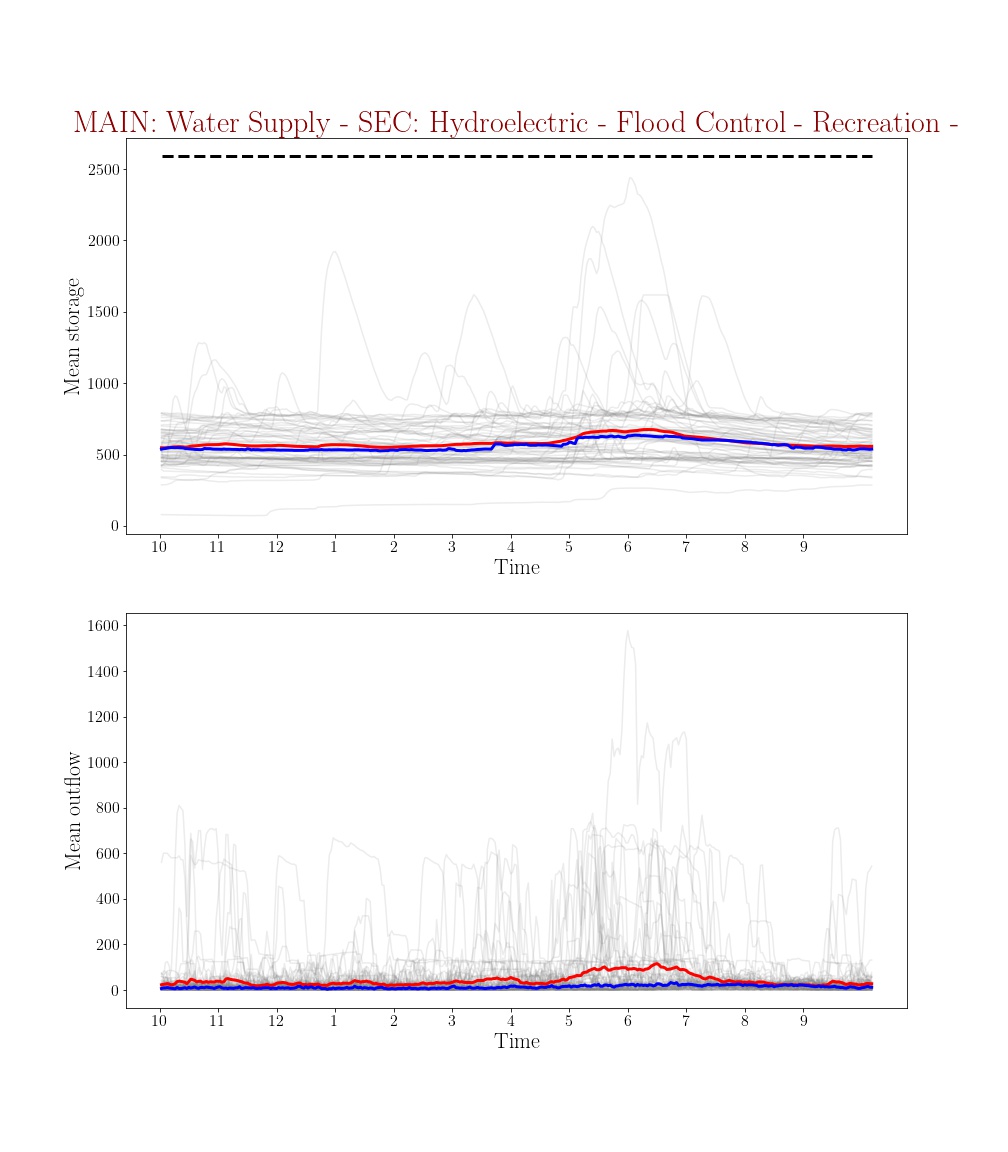 MAIN: Water Supply - SEC: Hydroelectric - Flood Control - Recreation -
2500
2000
1500
1000
500
0
Mean storage
10 11 12 1 2 3 4 5 6 7 8 9
Time
1600
1400
1200
1000
800
600
400
200
0
Mean outflow
10 11 12 1 2 3 4 5 6 7 8 9
Time